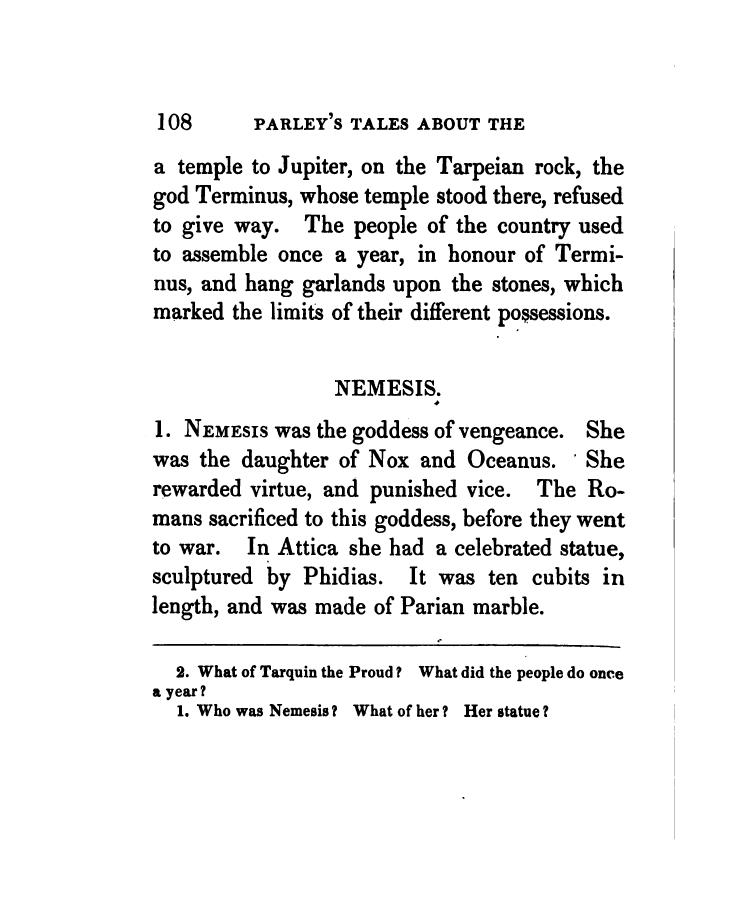 108 PARLEY'S TALES ABOUT THE
a temple to Jupiter, on the Tarpeian rock, the
god Terminus, whose temple stood there, refused
to give way. The people of the country used
to assemble once a year, in honour of Termi-
nus, and hang garlands upon the stones, which
marked the limits of their different possessions.
NEMESIS.
1. NEMESIS was the goddess of vengeance. She
was the daughter of Nox and Oceanus. She
rewarded virtue, and punished vice. The Ro-
mans sacrificed to this goddess, before they went
to war. In Attica she had a celebrated statue,
sculptured by Phidias. It was ten cubits in
length, and was made of Parian marble.
2. What of Tarquin the Proud? What did the people do once
a year?
1. Who was Nemesis? What of her? Her statue?